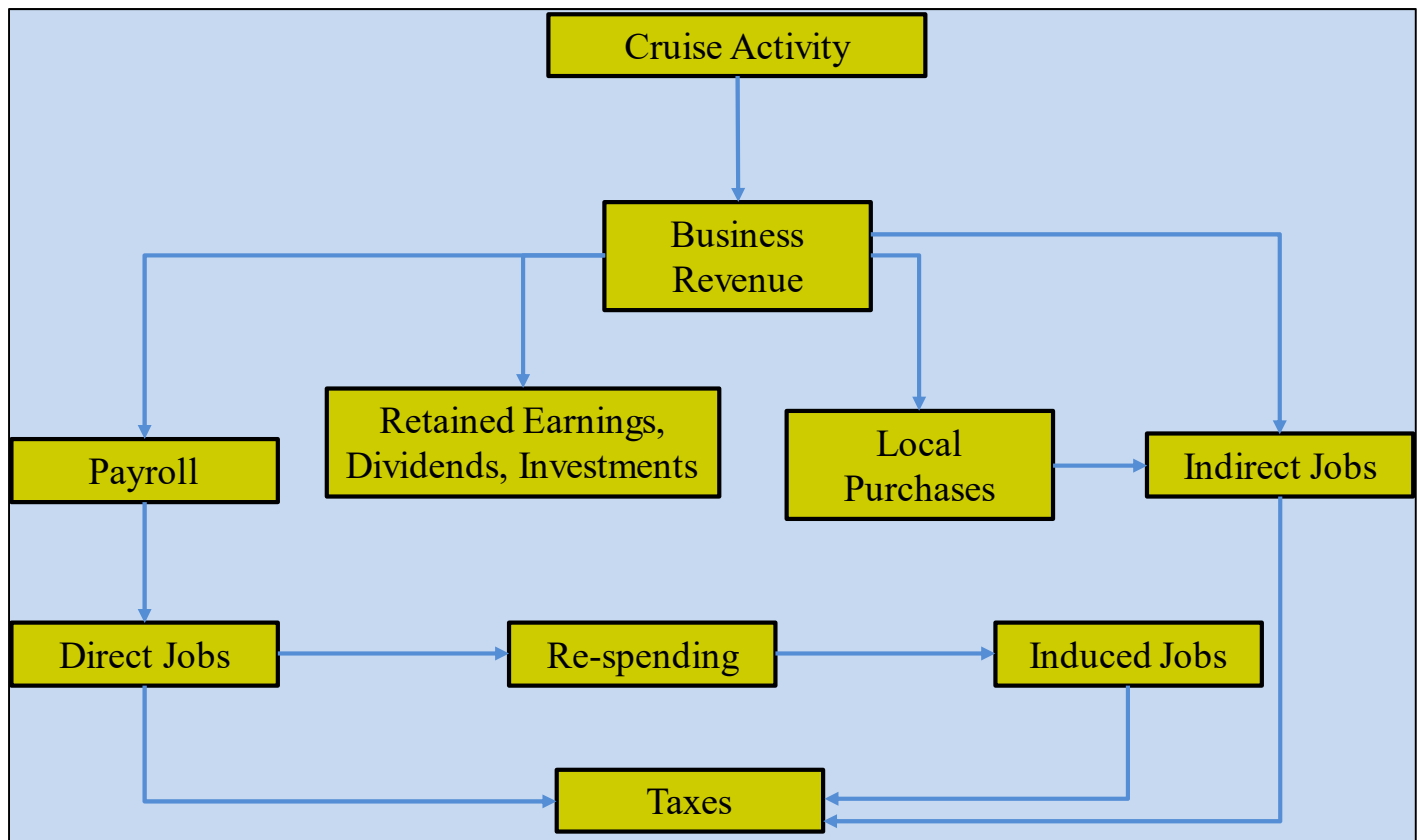 Cruise Activity
Business
Revenue
Retained Earnings,
Dividends, Investments
Local
Purchases
Payroll
Indirect Jobs
Direct Jobs
Re-spending
Induced Jobs
Taxes